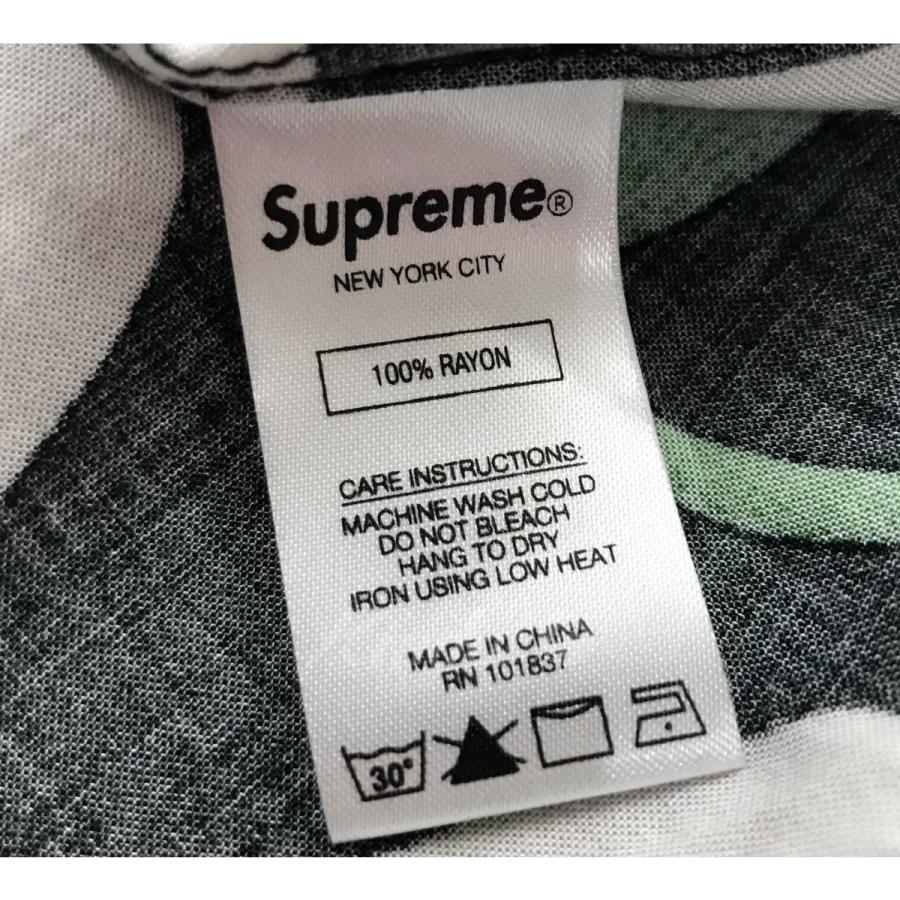 Supreme®
NEW YORK CITY
100% RAYON
CARE INSTRUCTIONS:
MACHINE WASH COLD
DO NOT BLEACH
HANG TO DRY
IRON USING LOW HEAT
MADE IN CHINA
RN 101837
30°